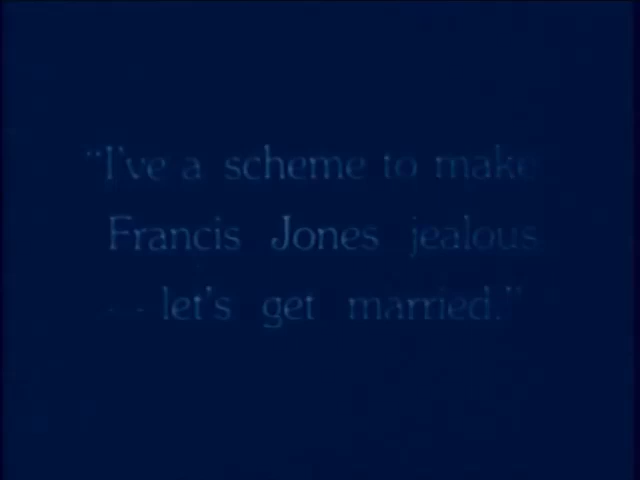 "I've a scheme to make
Francis Jones jealous
-- let's get married."